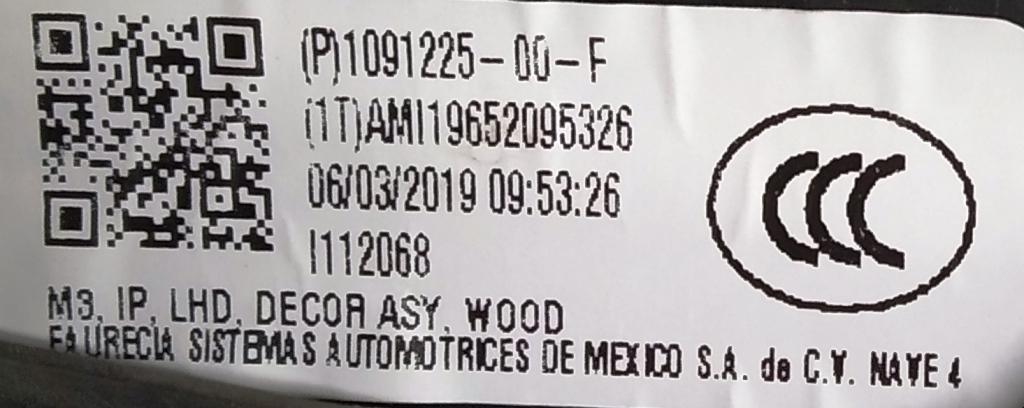 (P)1091225-00-F
(1T)AMI19652095326
06/03/2019 09:53:26
I112068
CCC
M3, IP, LHD, DECOR ASY, WOOD
FAURECIA SISTEMAS AUTOMOTRICES DE MEXICO S.A. de C.V. NAVE 4